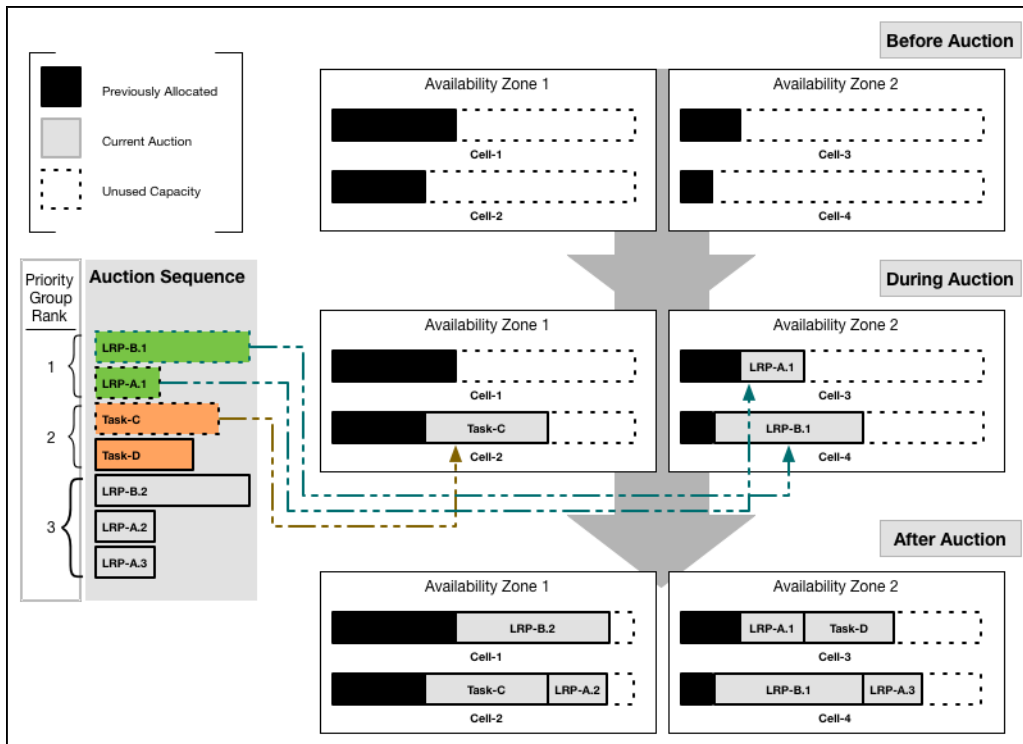 Before Auction
Previously Allocated
Current Auction
Unused Capacity
Availability Zone 1
Cell-1
Cell-2
Availability Zone 2
Cell-3
Cell-4
Priority
Group
Rank
Auction Sequence
1
LRP-B.1
LRP-A.1
2
Task-C
Task-D
3
LRP-B.2
LRP-A.2
LRP-A.3
During Auction
Availability Zone 1
Cell-1
Task-C
Cell-2
Availability Zone 2
LRP-A.1
Cell-3
LRP-B.1
Cell-4
After Auction
Availability Zone 1
LRP-B.2
Cell-1
Task-C
LRP-A.2
Cell-2
Availability Zone 2
LRP-A.1
Task-D
Cell-3
LRP-B.1
LRP-A.3
Cell-4